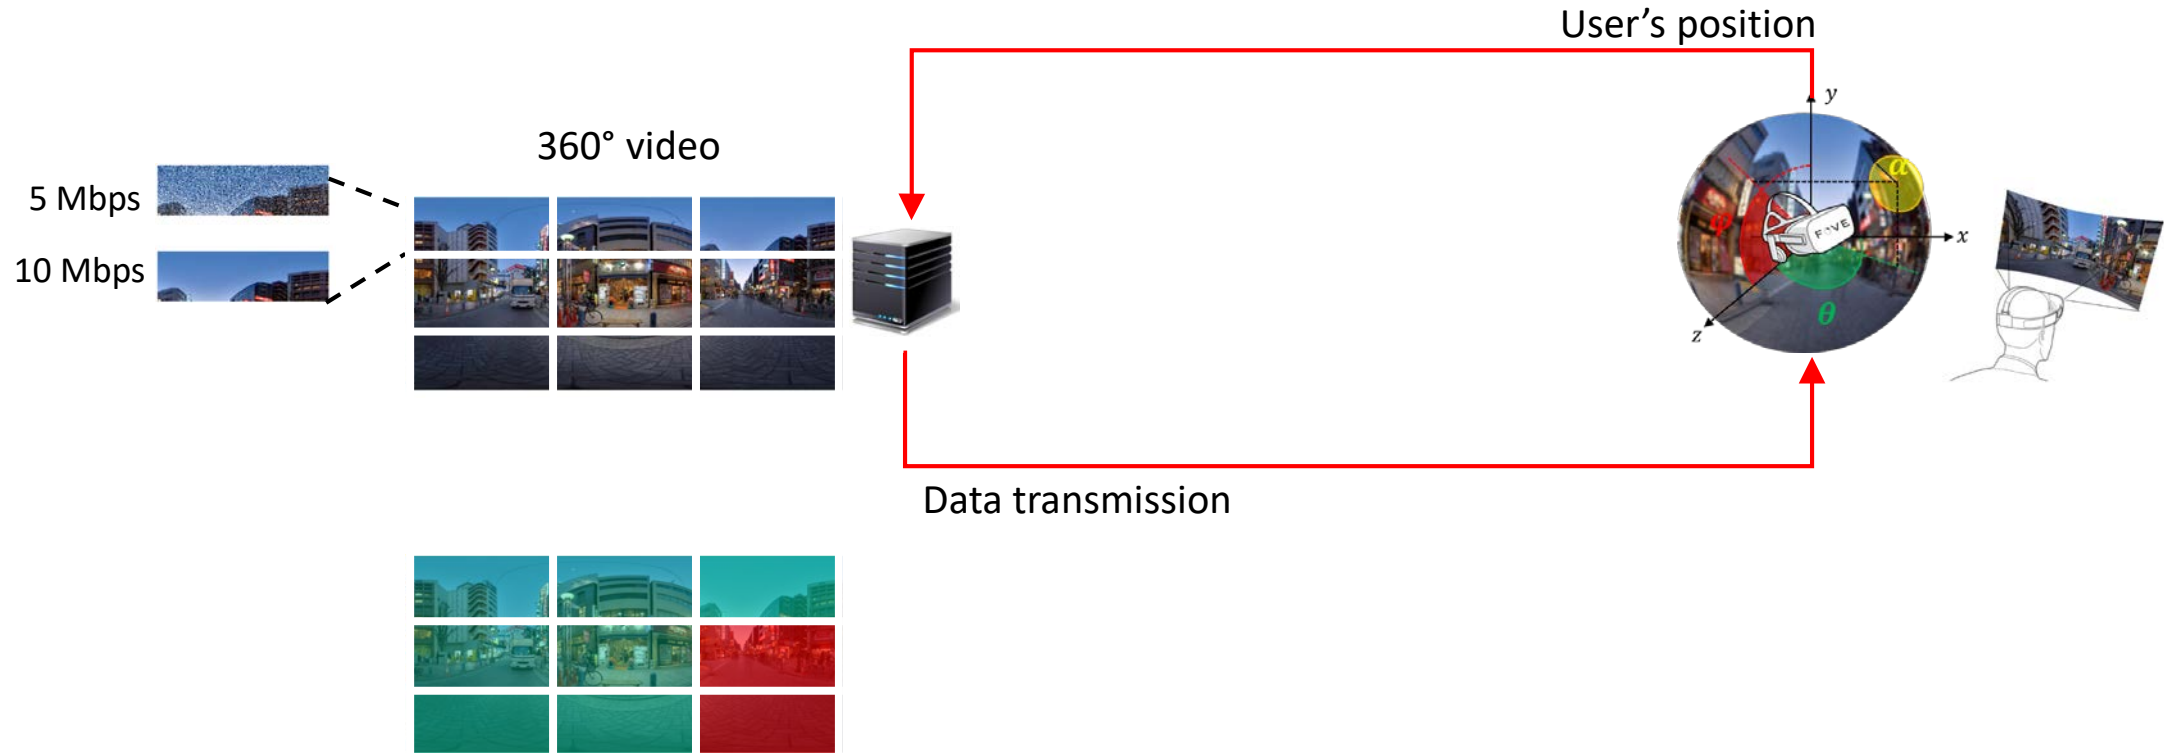 User’s position
y
360° video
α
5 Mbps
φ
FOVE
x
10 Mbps
θ
z
Data transmission